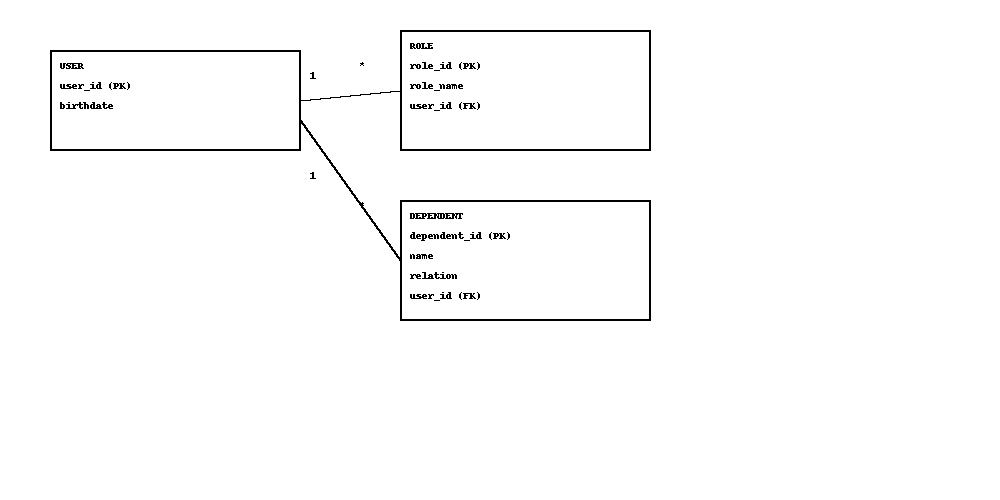 USER
user_id (PK)
birthdate
1
*
ROLE
role_id (PK)
role_name
user_id (FK)
1
*
DEPENDENT
dependent_id (PK)
name
relation
user_id (FK)